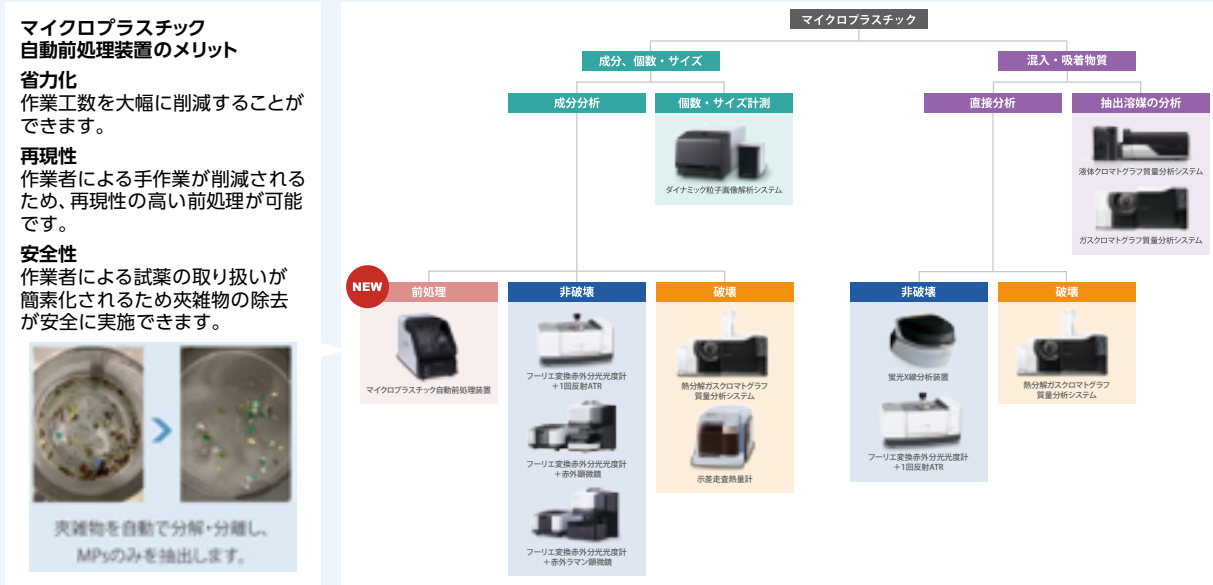 マイクロプラスチック
自動前処理装置のメリット
省力化
作業工数を大幅に削減することが
できます。
再現性
作業者による手作業が削減される
ため、再現性の高い前処理が可能
です。
安全性
作業者による試薬の取り扱いが
簡素化されるため夾雑物の除去
が安全に実施できます。
夾雑物を自動で分解・分離し、
MPsのみを抽出します。
マイクロプラスチック
成分、個数・サイズ
混入・吸着物質
成分分析
個数・サイズ計測
直接分析
抽出溶媒の分析
ダイナミック粒子画像解析システム
液体クロマトグラフ質量分析システム
ガスクロマトグラフ質量分析システム
NEW
前処理
非破壊
破壊
非破壊
破壊
マイクロプラスチック自動前処理装置
フーリエ変換赤外分光光度計
+1回反射ATR
フーリエ変換赤外分光光度計
+赤外顕微鏡
フーリエ変換赤外分光光度計
+赤外ラマン顕微鏡
熱分解ガスクロマトグラフ
質量分析システム
示差走査熱量計
蛍光X線分析装置
フーリエ変換赤外分光光度計
+1回反射ATR
熱分解ガスクロマトグラフ
質量分析システム